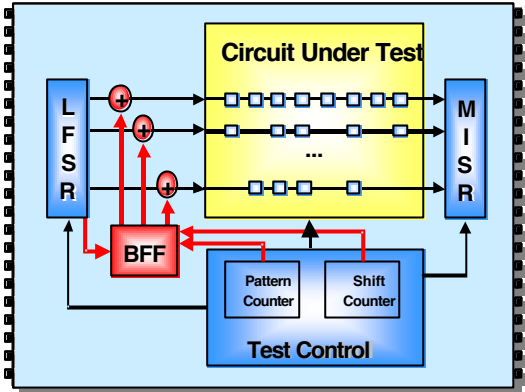 Circuit Under Test
L
F
S
R
+
+
+
...
M
I
S
R
BFF
Pattern
Counter
Shift
Counter
Test Control